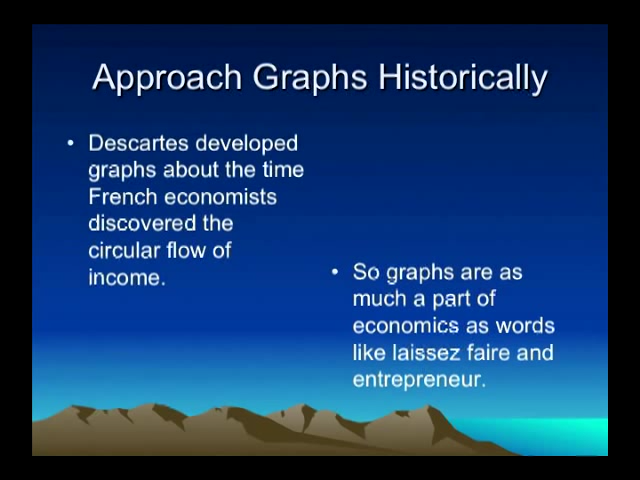 Approach Graphs Historically
• Descartes developed
graphs about the time
French economists
discovered the
circular flow of
income.
• So graphs are as
much a part of
economics as words
like laissez faire and
entrepreneur.